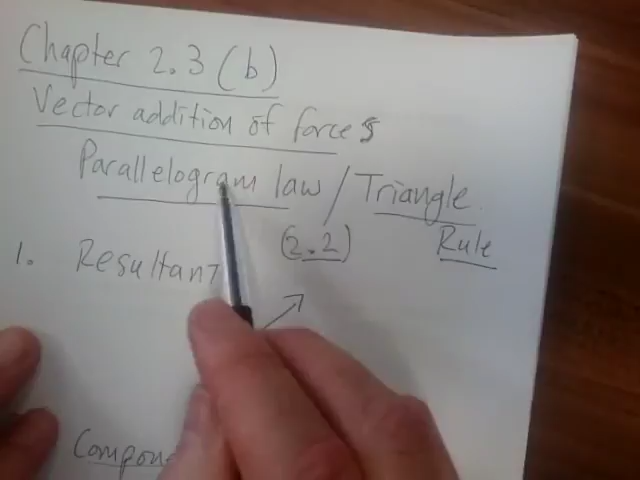 Chapter 2.3 (b)
Vector addition of forces
Parallelogram law / Triangle
(2.2) Rule
1. Resultant